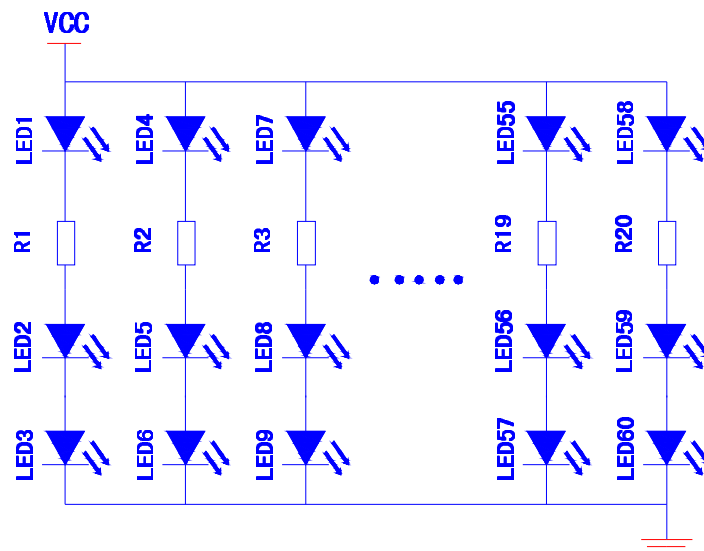 VCC
LED1
LED4
LED7
LED55
LED58
R1
R2
R3
R19
R20
LED2
LED5
LED8
LED56
LED59
LED3
LED6
LED9
LED57
LED60